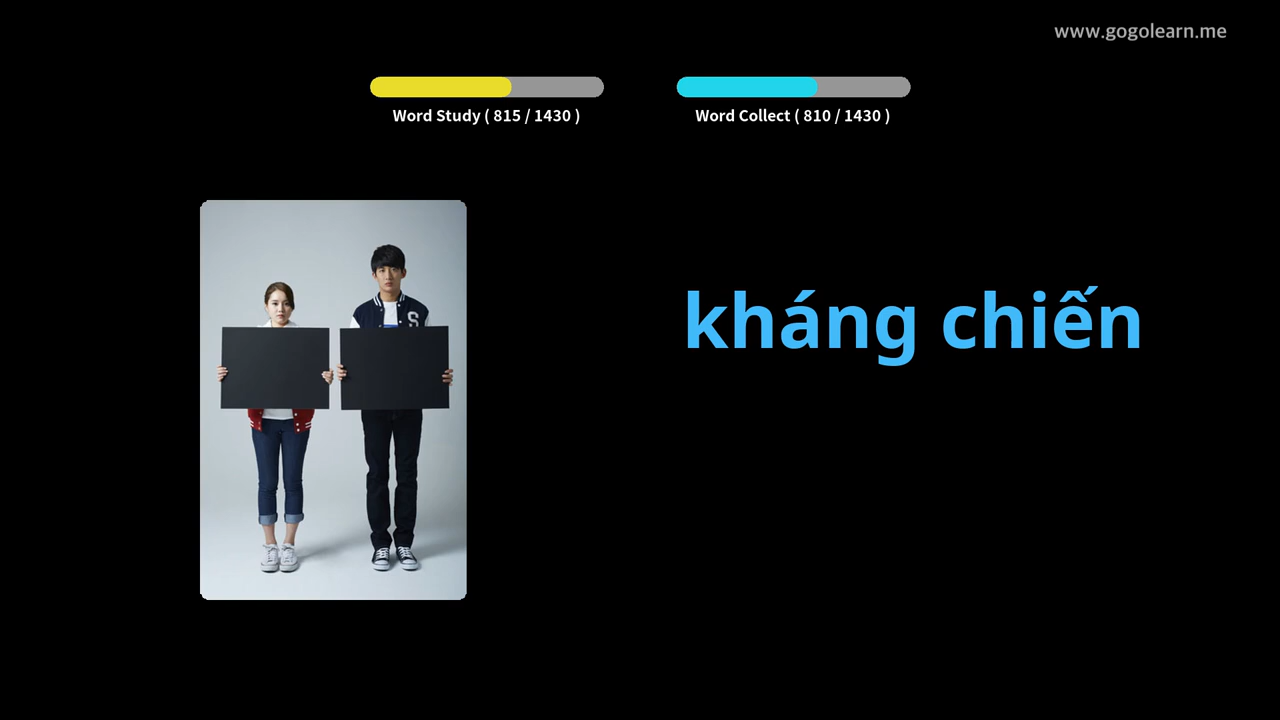 www.gogolearn.me
Word Study ( 815 / 1430 )
Word Collect ( 810 / 1430 )
S
kháng chiến